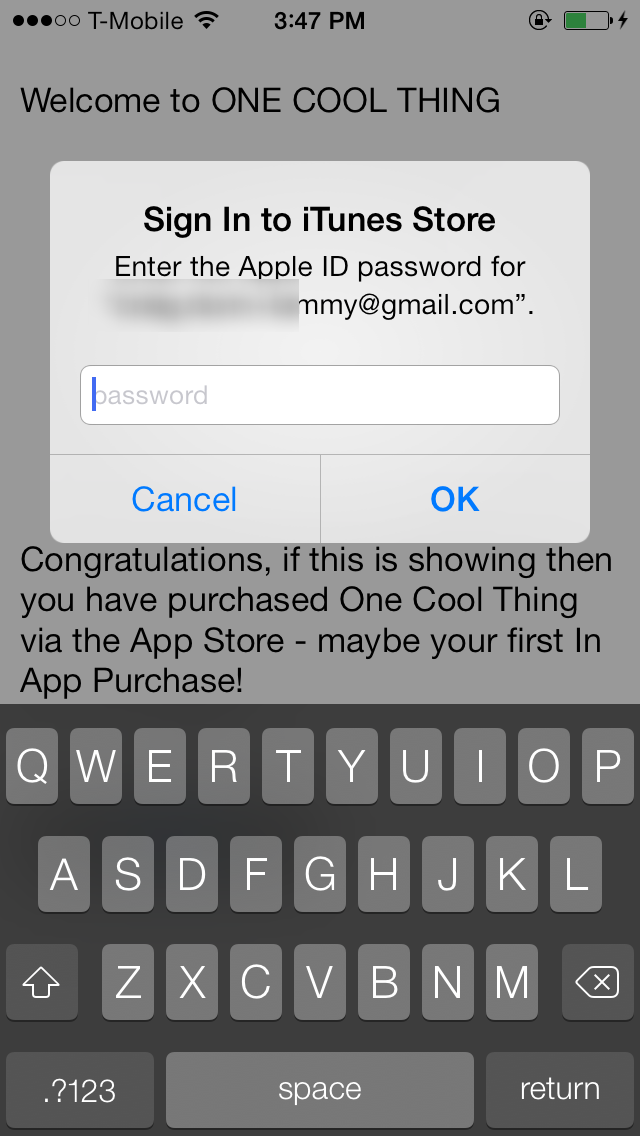 T-Mobile 3:47 PM
Welcome to ONE COOL THING
Sign In to iTunes Store
Enter the Apple ID password for
mmy@gmail.com”.
password
Cancel OK
Congratulations, if this is showing then
you have purchased One Cool Thing
via the App Store - maybe your first In
App Purchase!
Q W E R T Y U I O P
A S D F G H J K L
Z X C V B N M
.?123 space return